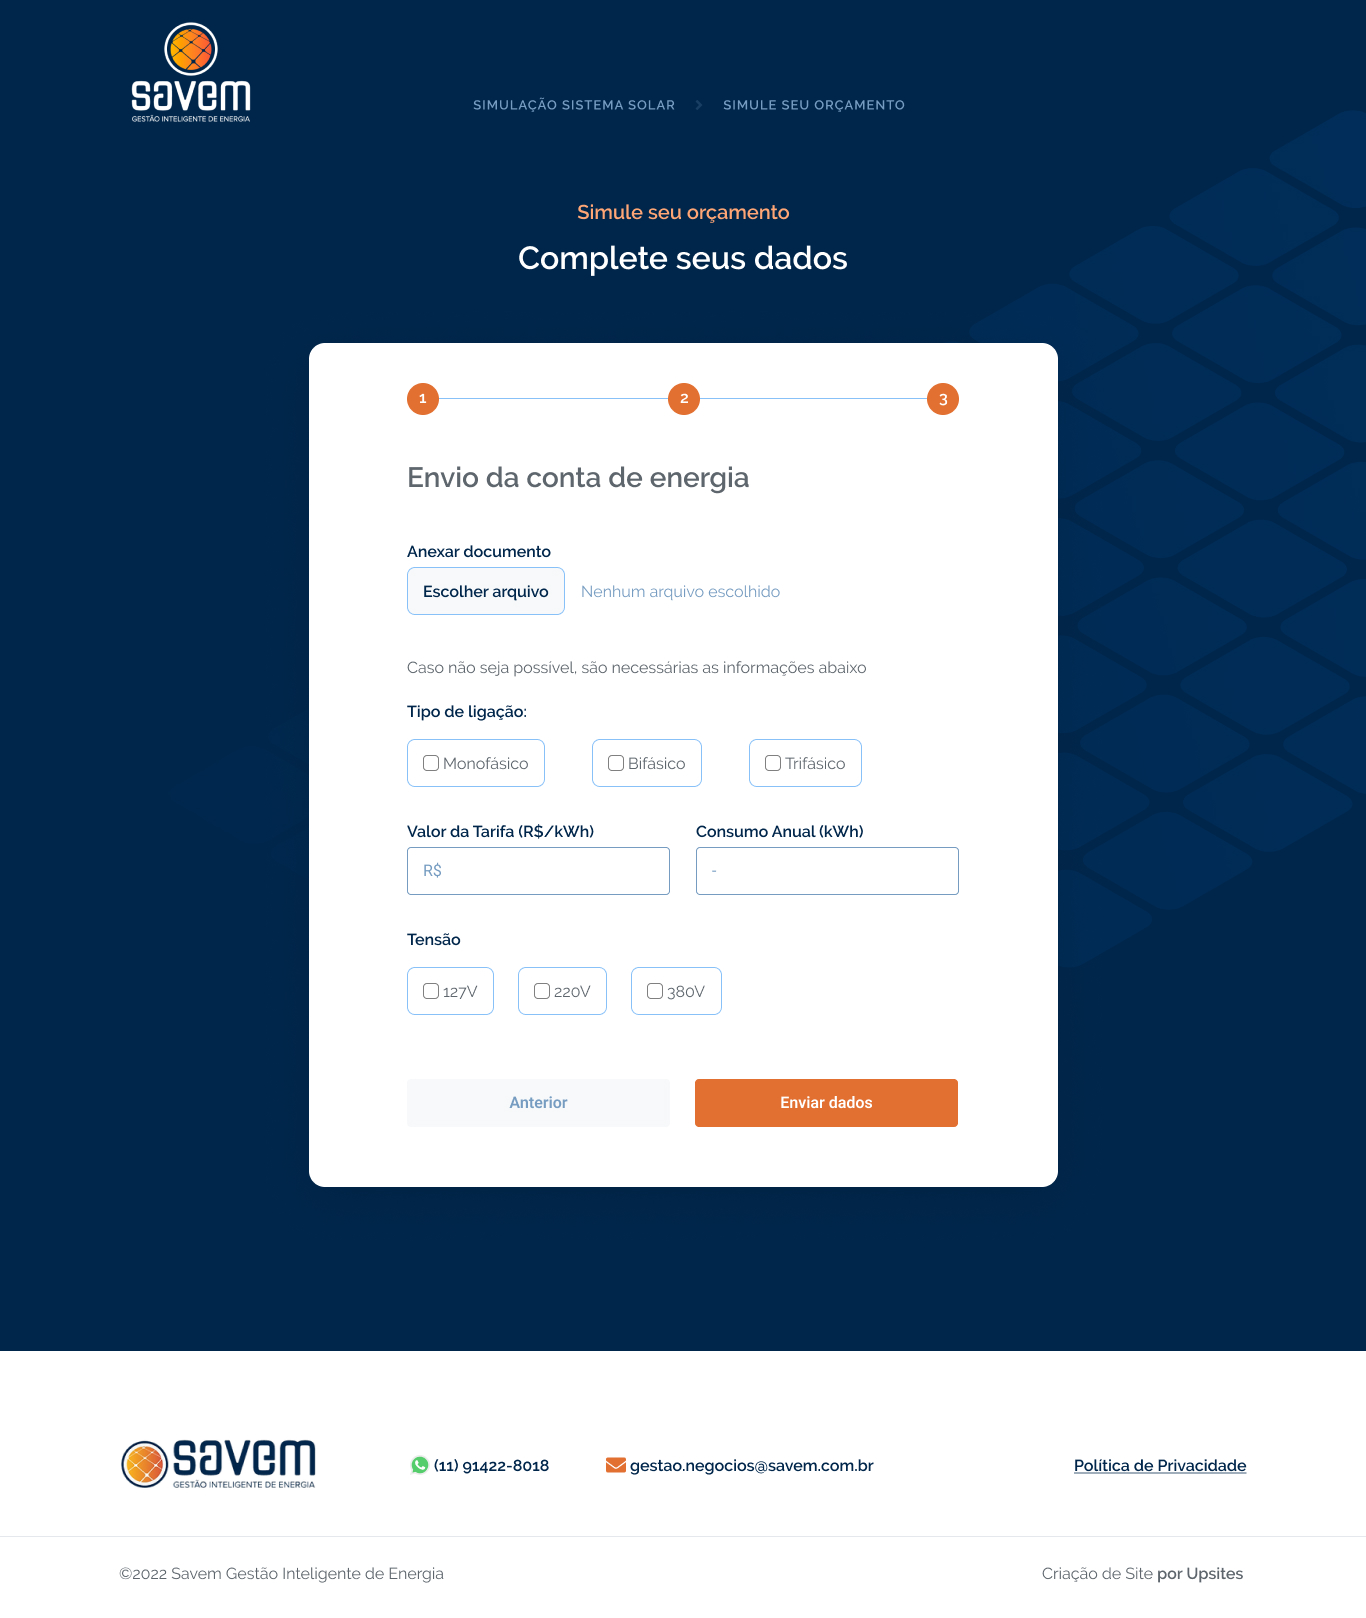 savem
GESTÃO INTELIGENTE DE ENERGIA
SIMULAÇÃO SISTEMA SOLAR
SIMULE SEU ORÇAMENTO
Simule seu orçamento
Complete seus dados
1
2
3
Envio da conta de energia
Anexar documento
Escolher arquivo
Nenhum arquivo escolhido
Caso não seja possível, são necessárias as informações abaixo
Tipo de ligação:
Monofásico
Bifásico
Trifásico
Valor da Tarifa (R$/kWh)
Consumo Anual (kWh)
R$
-
Tensão
127V
220V
380V
Anterior
Enviar dados
savem
GESTÃO INTELIGENTE DE ENERGIA
(11) 91422-8018
gestao.negocios@savem.com.br
Política de Privacidade
©2022 Savem Gestão Inteligente de Energia
Criação de Site por Upsites